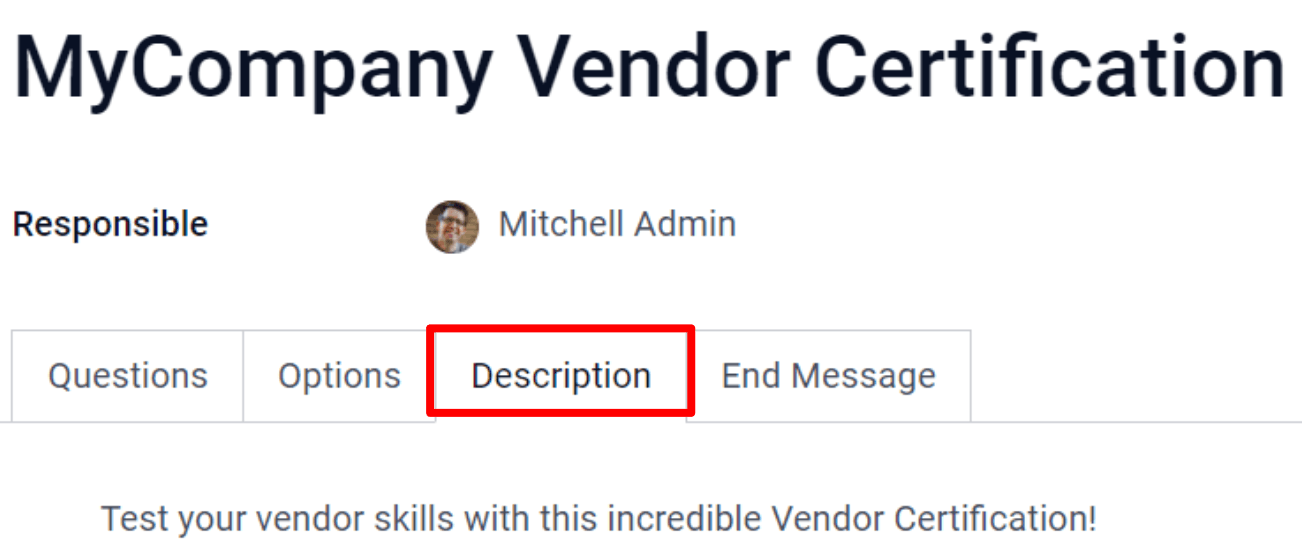 MyCompany Vendor Certification
Responsible Mitchell Admin
Questions Options Description End Message
Test your vendor skills with this incredible Vendor Certification!